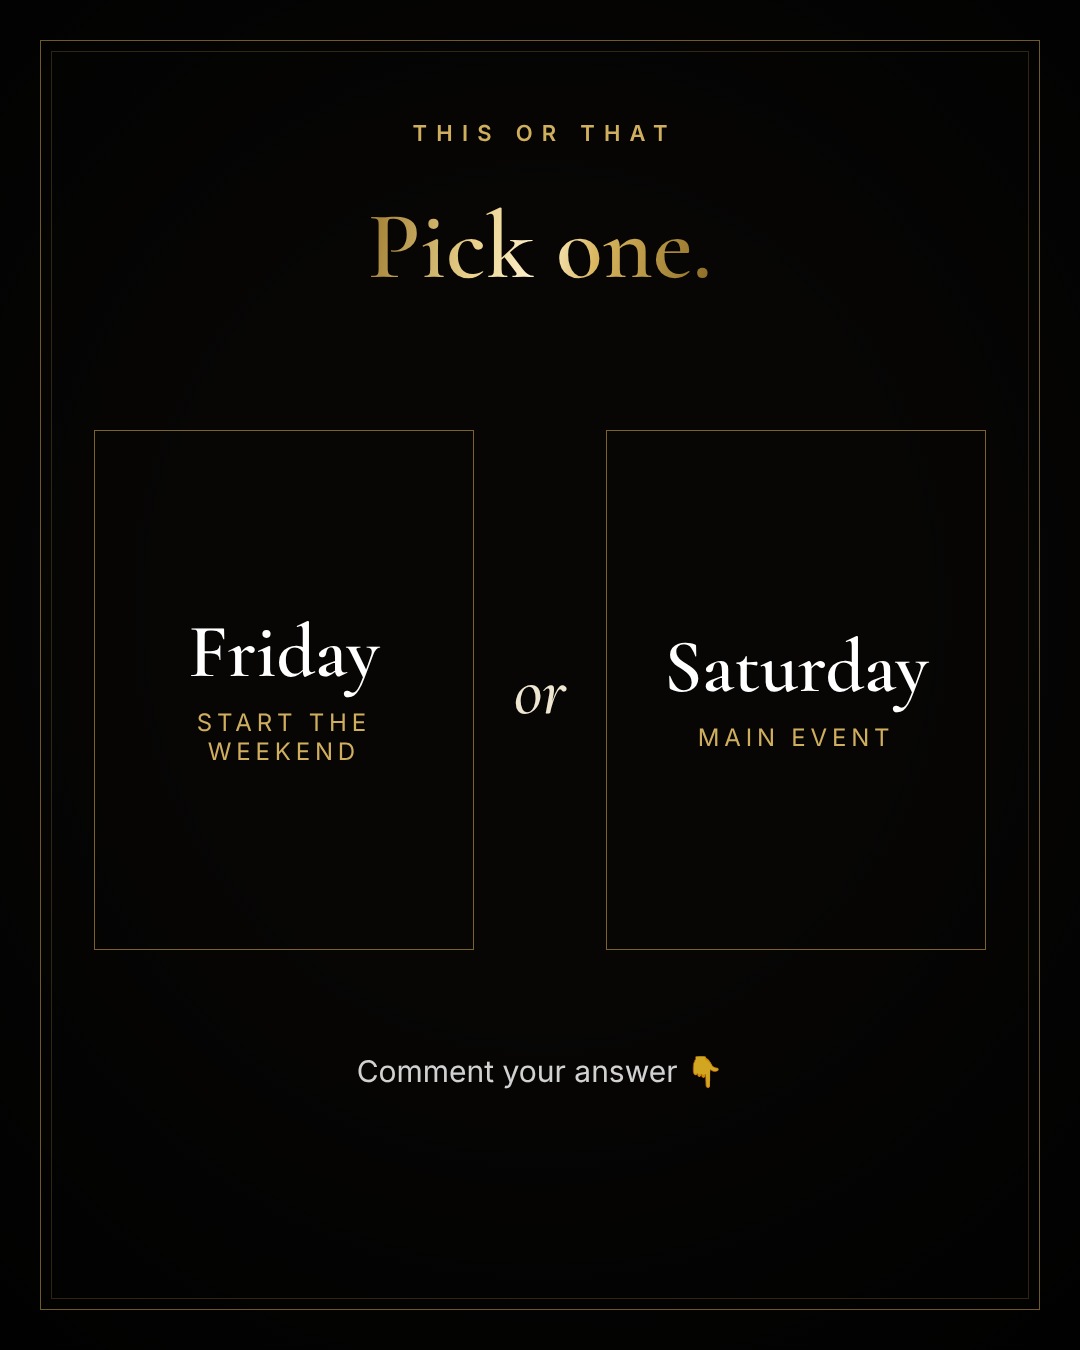 THIS OR THAT
Pick one.
Friday
START THE
WEEKEND
or
Saturday
MAIN EVENT
Comment your answer 👇